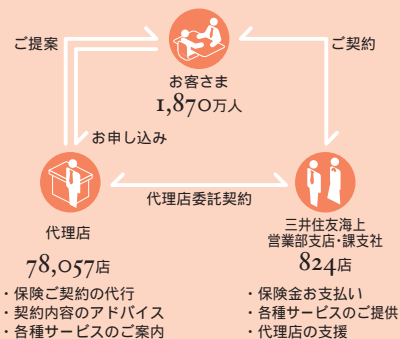 ご提案
ご契約
お客さま
1,870万人
お申し込み
代理店委託契約
代理店
78,057店
・保険ご契約の代行
・契約内容のアドバイス
・各種サービスのご案内
三井住友海上
営業部支店・課支社
824店
・保険金お支払い
・各種サービスのご提供
・代理店の支援